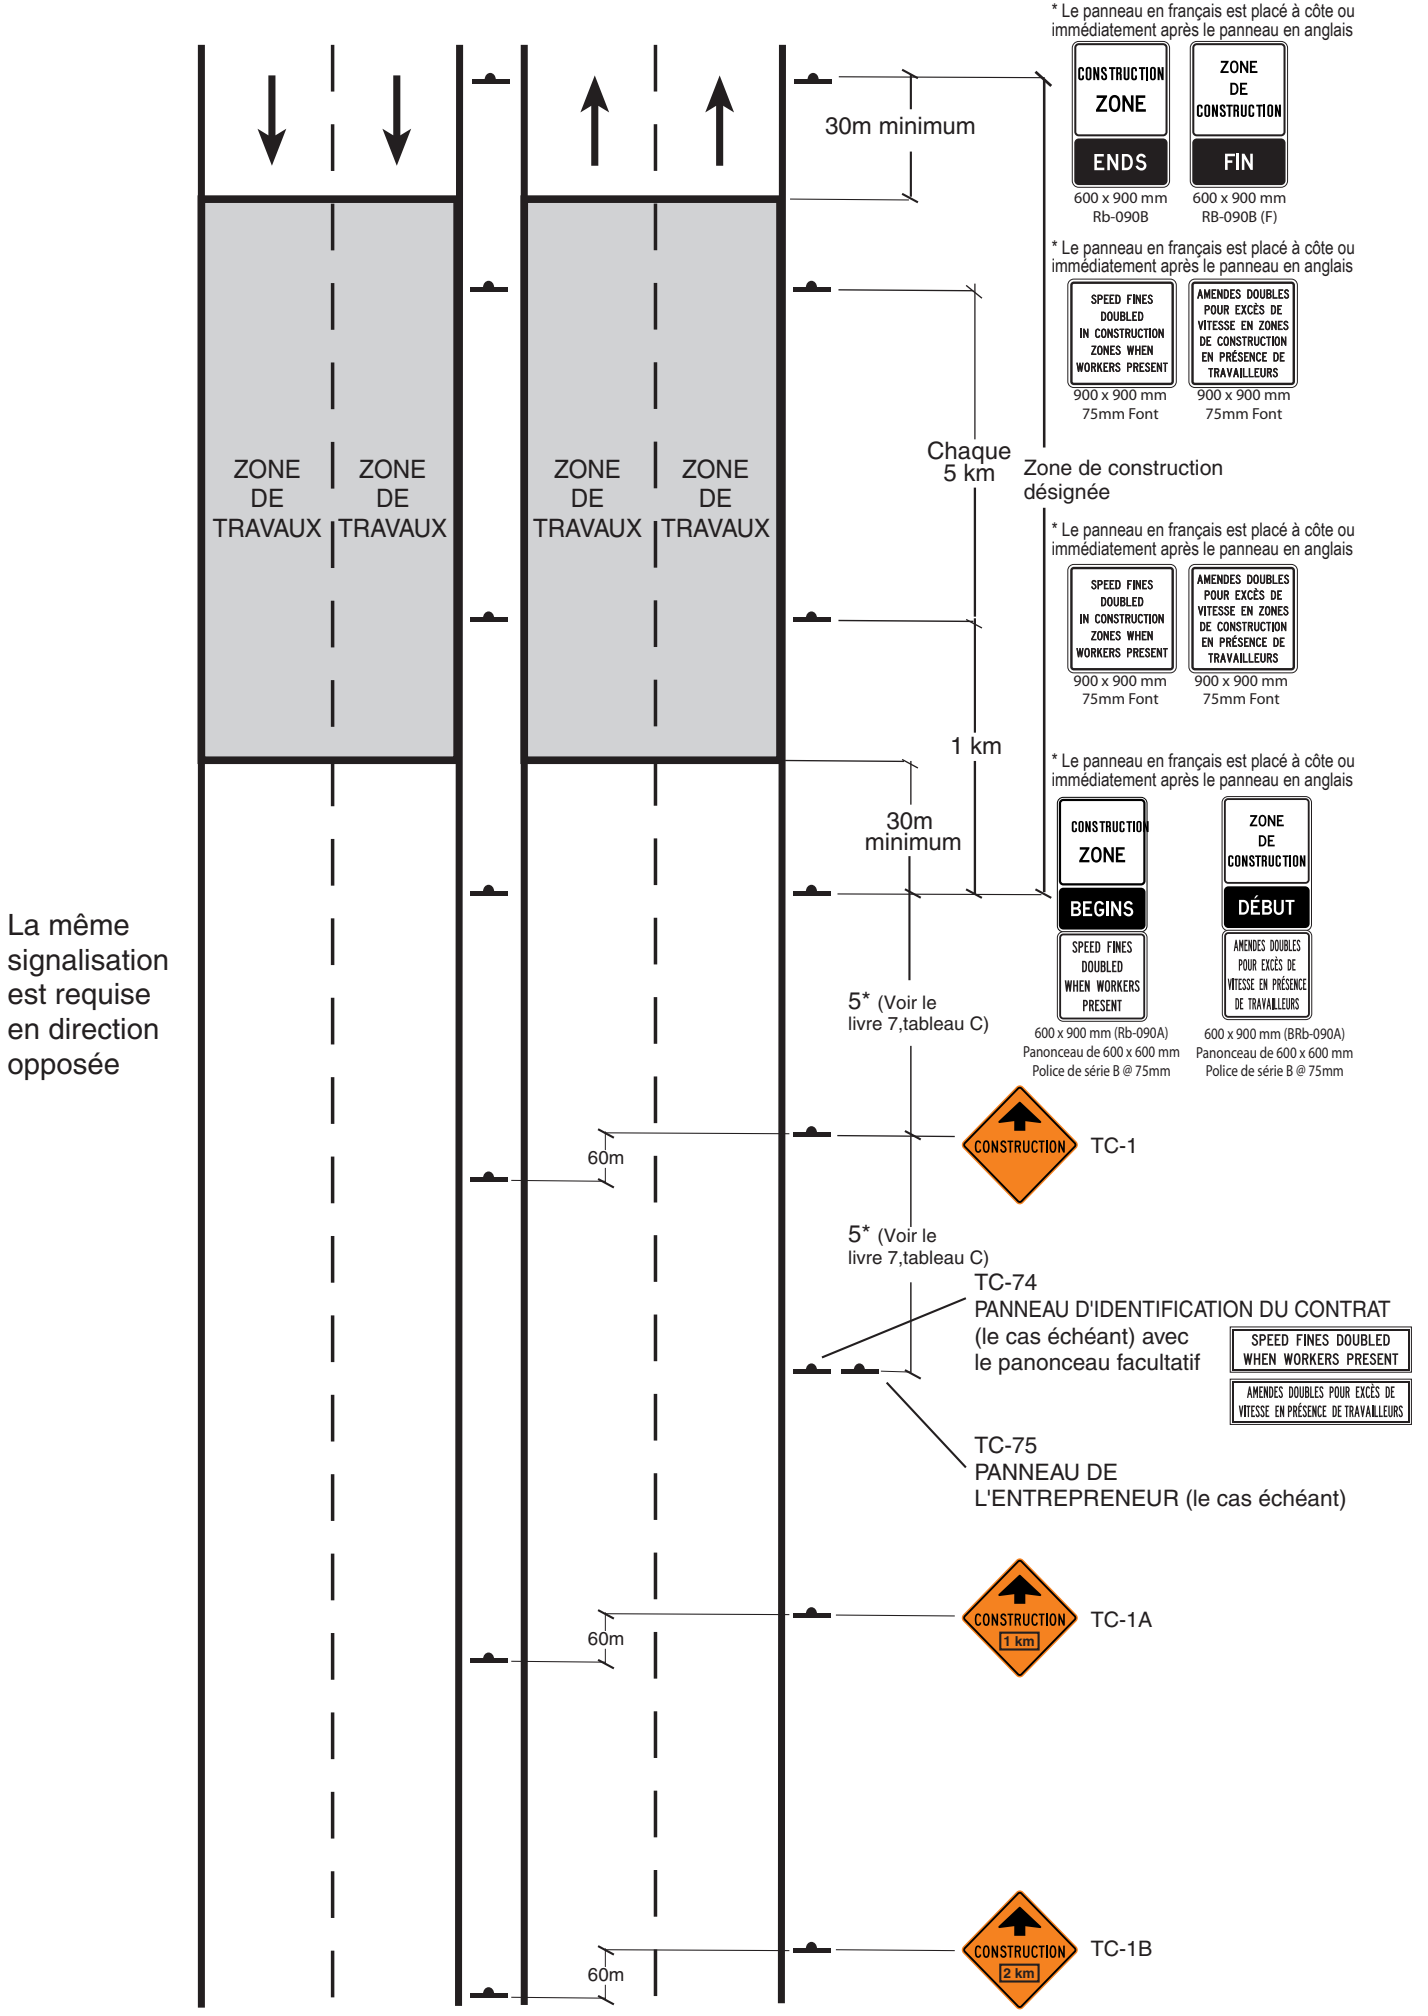 * Le panneau en français est placé à côte ou
immédiatement après le panneau en anglais
CONSTRUCTION
ZONE
ENDS
600 x 900 mm
Rb-090B
ZONE
DE
CONSTRUCTION
FIN
600 x 900 mm
RB-090B (F)
30m minimum
* Le panneau en français est placé à côte ou
immédiatement après le panneau en anglais
SPEED FINES
DOUBLED
IN CONSTRUCTION
ZONES WHEN
WORKERS PRESENT
900 x 900 mm
75mm Font
AMENDES DOUBLES
POUR EXCÈS DE
VITESSE EN ZONES
DE CONSTRUCTION
EN PRÉSENCE DE
TRAVAILLEURS
900 x 900 mm
75mm Font
ZONE
DE
TRAVAUX
ZONE
DE
TRAVAUX
ZONE
DE
TRAVAUX
ZONE
DE
TRAVAUX
Chaque
5 km
Zone de construction
désignée
* Le panneau en français est placé à côte ou
immédiatement après le panneau en anglais
SPEED FINES
DOUBLED
IN CONSTRUCTION
ZONES WHEN
WORKERS PRESENT
900 x 900 mm
75mm Font
AMENDES DOUBLES
POUR EXCÈS DE
VITESSE EN ZONES
DE CONSTRUCTION
EN PRÉSENCE DE
TRAVAILLEURS
900 x 900 mm
75mm Font
1 km
* Le panneau en français est placé à côte ou
immédiatement après le panneau en anglais
30m
minimum
CONSTRUCTION
ZONE
BEGINS
SPEED FINES
DOUBLED
WHEN WORKERS
PRESENT
600 x 900 mm (Rb-090A)
Panonceau de 600 x 600 mm
Police de série B @ 75mm
ZONE
DE
CONSTRUCTION
DÉBUT
AMENDES DOUBLES
POUR EXCÈS DE
VITESSE EN PRÉSENCE
DE TRAVAILLEURS
600 x 900 mm (BRb-090A)
Panonceau de 600 x 600 mm
Police de série B @ 75mm
La même
signalisation
est requise
en direction
opposée
5* (Voir le
livre 7,tableau C)
60m
CONSTRUCTION
TC-1
5* (Voir le
livre 7,tableau C)
TC-74
PANNEAU D'IDENTIFICATION DU CONTRAT
(le cas échéant) avec
le panonceau facultatif
SPEED FINES DOUBLED
WHEN WORKERS PRESENT
AMENDES DOUBLES POUR EXCÈS DE
VITESSE EN PRÉSENCE DE TRAVAILLEURS
TC-75
PANNEAU DE
L'ENTREPRENEUR (le cas échéant)
60m
CONSTRUCTION
1 km
TC-1A
60m
CONSTRUCTION
2 km
TC-1B